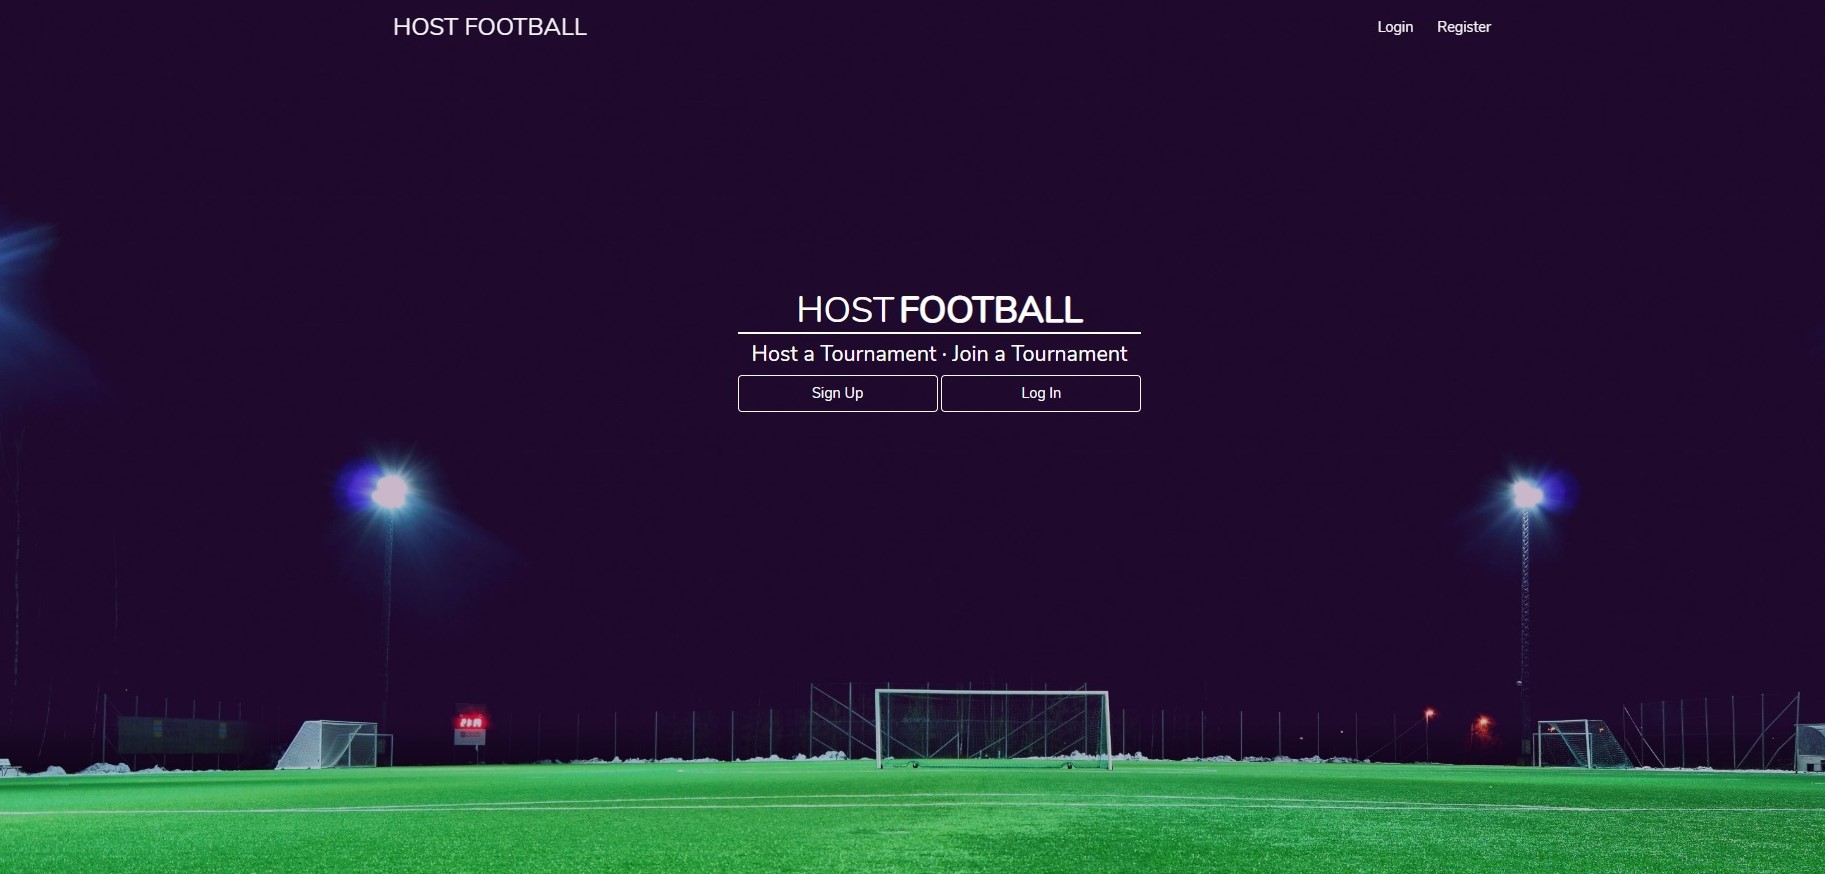 HOST FOOTBALL
Login Register
HOST FOOTBALL
Host a Tournament · Join a Tournament
Sign Up Log In